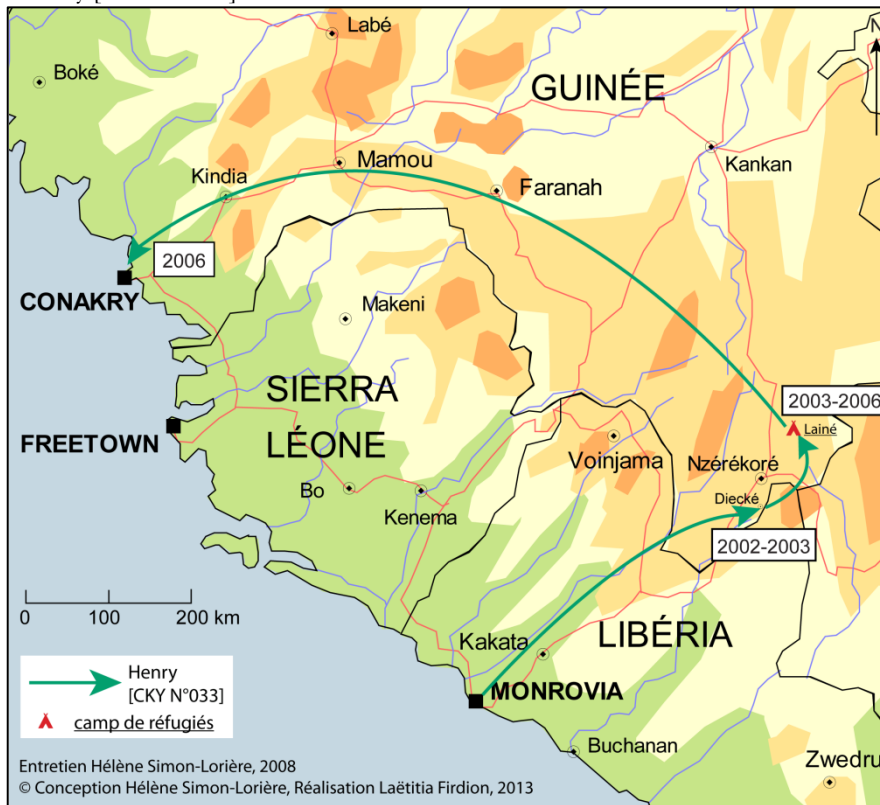 Labé
N
Boké
GUINÉE
Mamou
Kankan
Kindia
Faranah
2006
CONAKRY
Makeni
SIERRA
LÉONE
2003-2006
Lainé
FREETOWN
Voinjama
Nzérékoré
Bo
Diecké
Kenema
2002-2003
0 100 200 km
Kakata
LIBÉRIA
Henry
[CKY N°033]
MONROVIA
camp de réfugiés
Buchanan
Zwedru
Entretien Hélène Simon-Lorière, 2008
© Conception Hélène Simon-Lorière, Réalisation Laëtitia Firdion, 2013